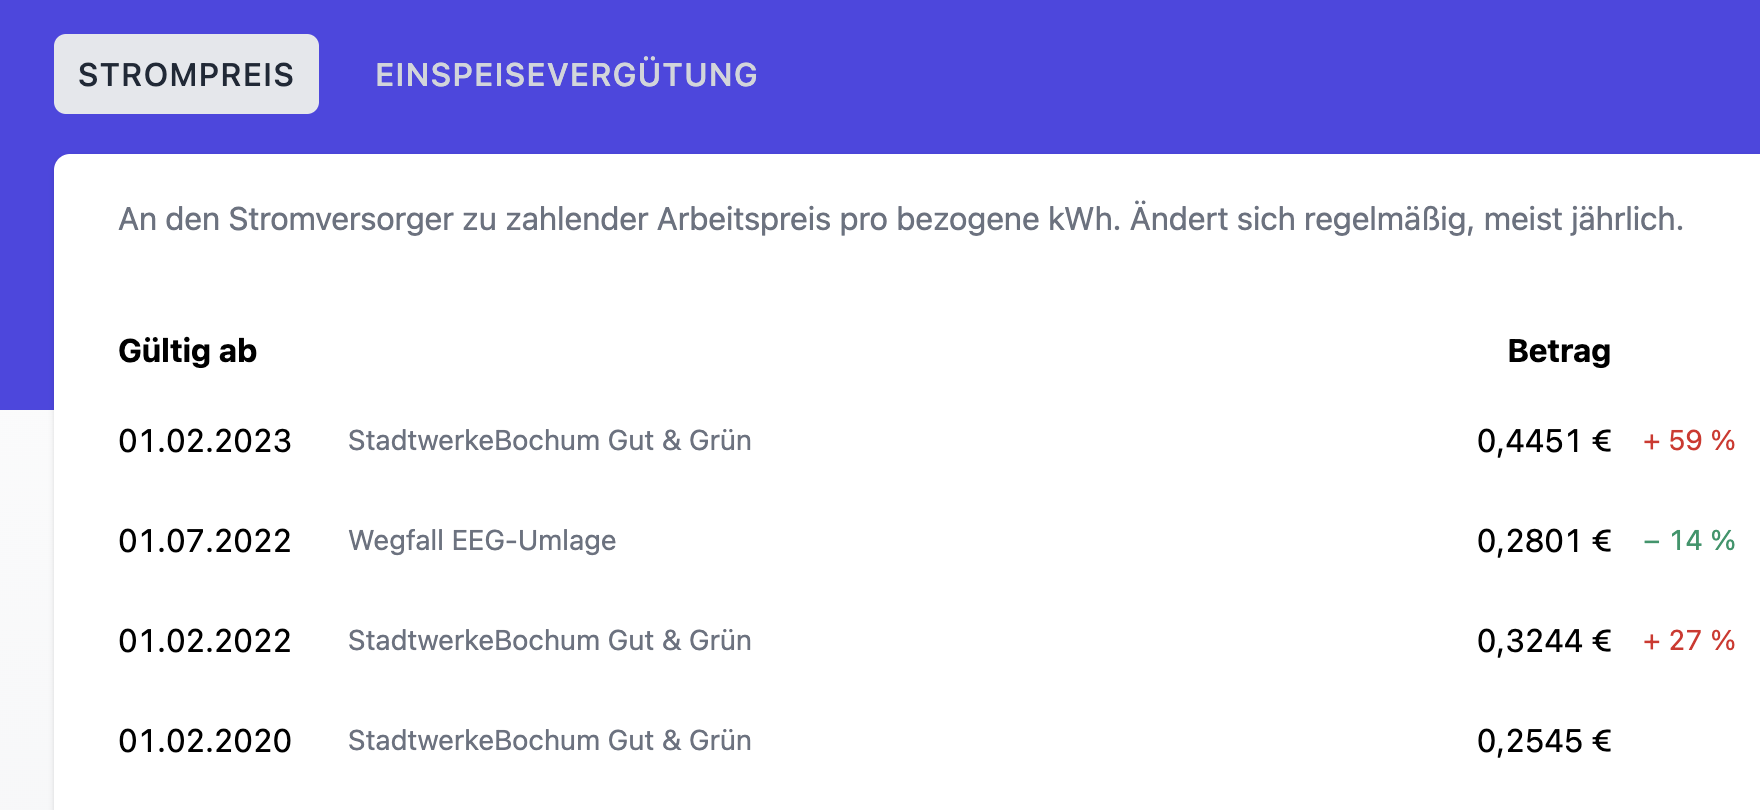 STROMPREIS EINSPEISEVERGÜTUNG
An den Stromversorger zu zahlender Arbeitspreis pro bezogene kWh. Ändert sich regelmäßig, meist jährlich.
Gültig ab Betrag
01.02.2023 StadtwerkeBochum Gut & Grün 0,4451 € + 59 %
01.07.2022 Wegfall EEG-Umlage 0,2801 € – 14 %
01.02.2022 StadtwerkeBochum Gut & Grün 0,3244 € + 27 %
01.02.2020 StadtwerkeBochum Gut & Grün 0,2545 €